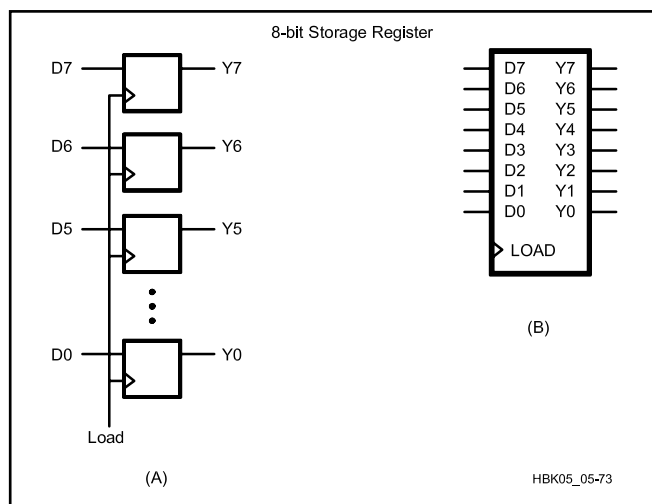 8-bit Storage Register
D7 Y7
D6 Y6
D5 Y5
D0 Y0
Load
(A)
D7 Y7
D6 Y6
D5 Y5
D4 Y4
D3 Y3
D2 Y2
D1 Y1
D0 Y0
LOAD
(B)
HBK05_05-73